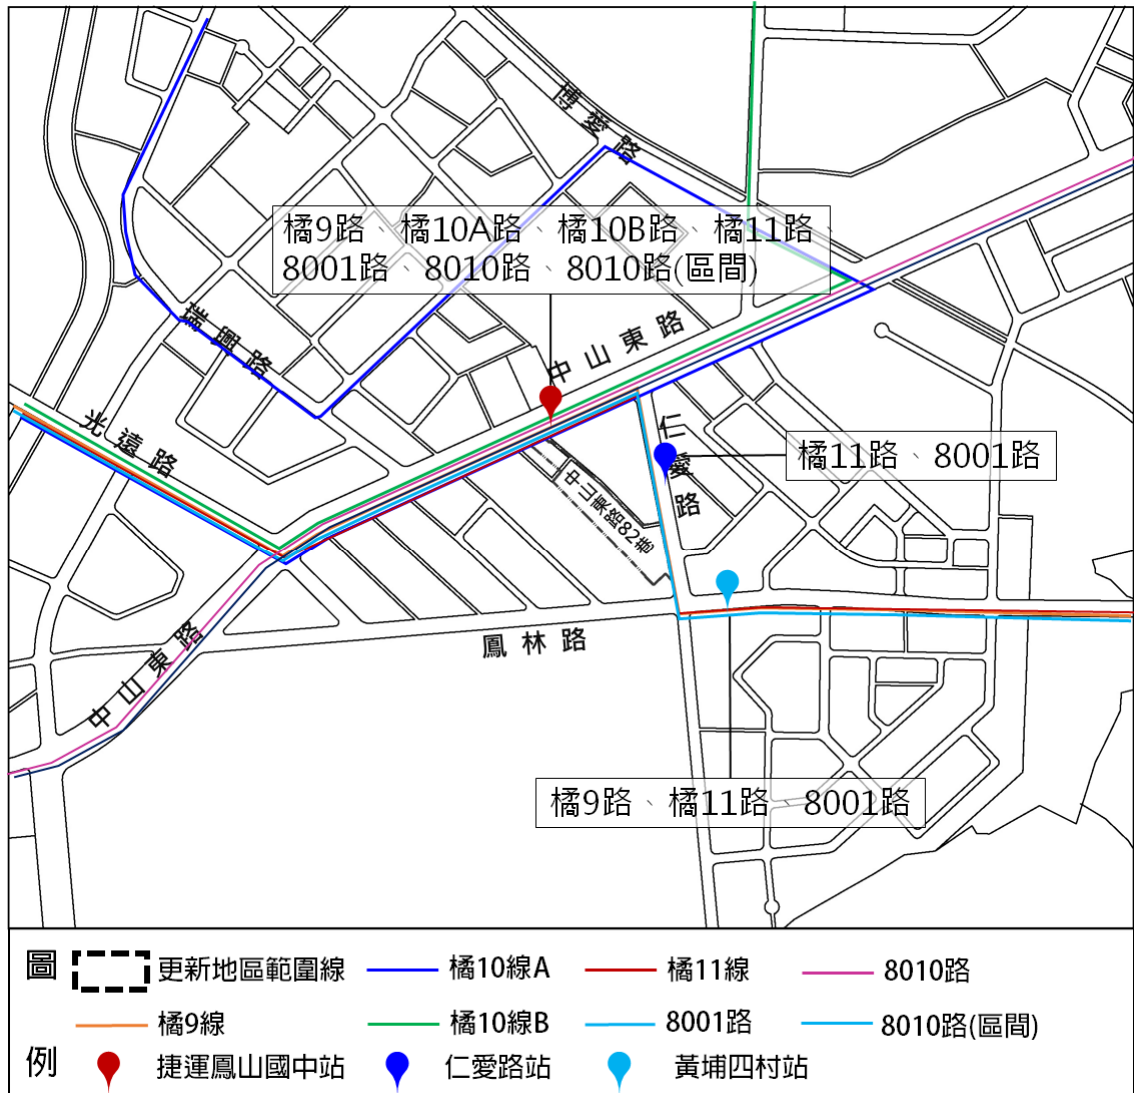 博愛路
橘9路、橘10A路、橘10B路、橘11路、
8001路、8010路、8010路(區間)
瑞興路
中山東路
光遠路
仁愛路
橘11路、8001路
中山東路82巷
鳳林路
中山東路
橘9路、橘11路、8001路
圖例
更新地區範圍線
橘10線A
橘11線
8010路
橘9線
橘10線B
8001路
8010路(區間)
捷運鳳山國中站
仁愛路站
黃埔四村站